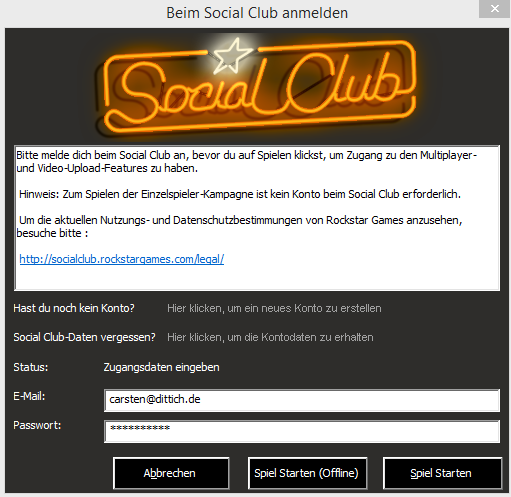 Beim Social Club anmelden
Social Club
Bitte melde dich beim Social Club an, bevor du auf Spielen klickst, um Zugang zu den Multiplayer-
und Video-Upload-Features zu haben.
Hinweis: Zum Spielen der Einzelspieler-Kampagne ist kein Konto beim Social Club erforderlich.
Um die aktuellen Nutzungs- und Datenschutzbestimmungen von Rockstar Games anzusehen,
besuche bitte :
http://socialclub.rockstargames.com/legal/
Hast du noch kein Konto? Hier klicken, um ein neues Konto zu erstellen
Social Club-Daten vergessen? Hier klicken, um die Kontodaten zu erhalten
Status: Zugangsdaten eingeben
E-Mail: carsten@dittich.de
Passwort: **********
Abbrechen Spiel Starten (Offline) Spiel Starten